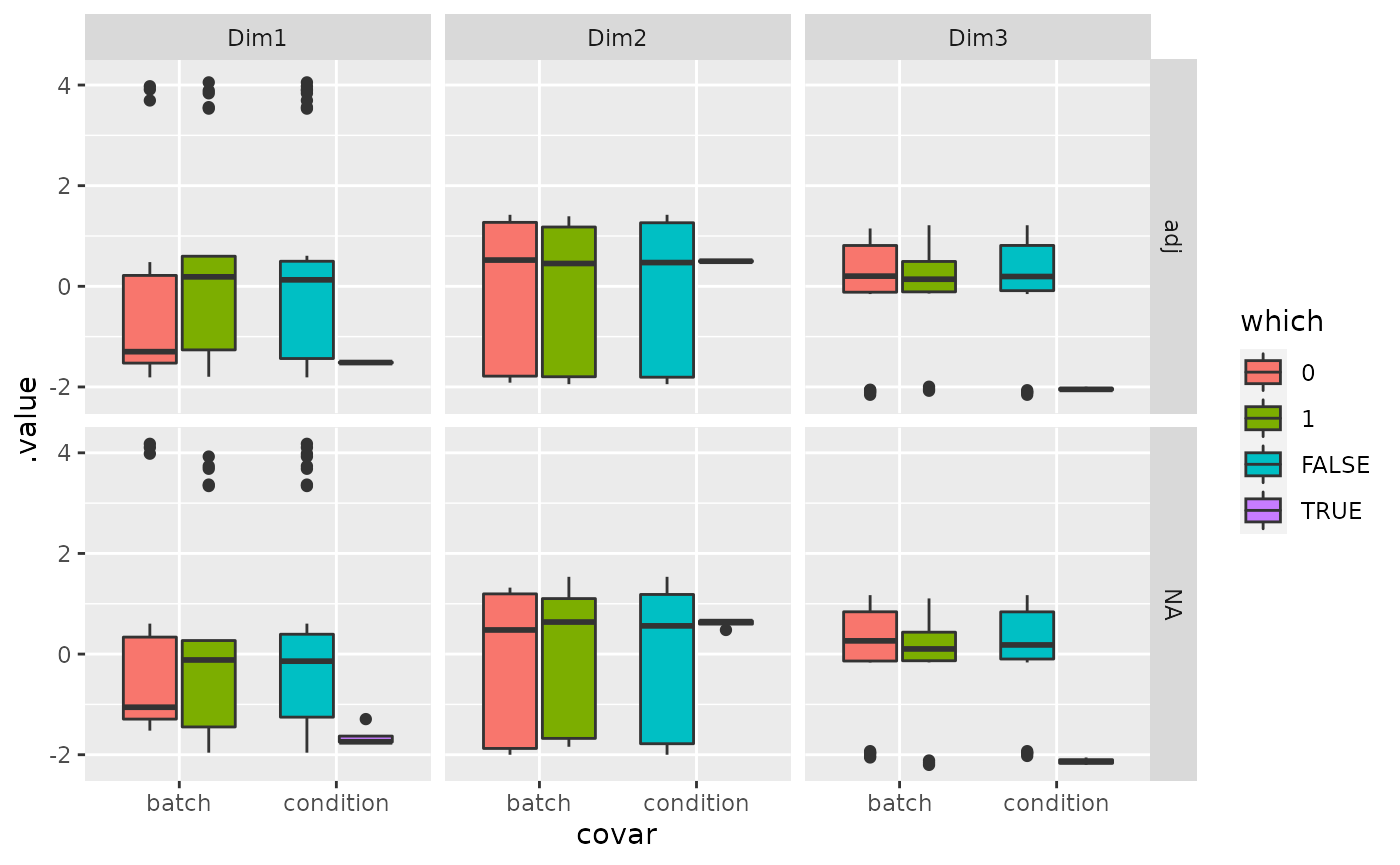 Dim1 Dim2 Dim3
4
2
0
-2
adj
4
2
0
-2
NA
.value
batch condition batch condition batch condition
covar
which
0
1
FALSE
TRUE